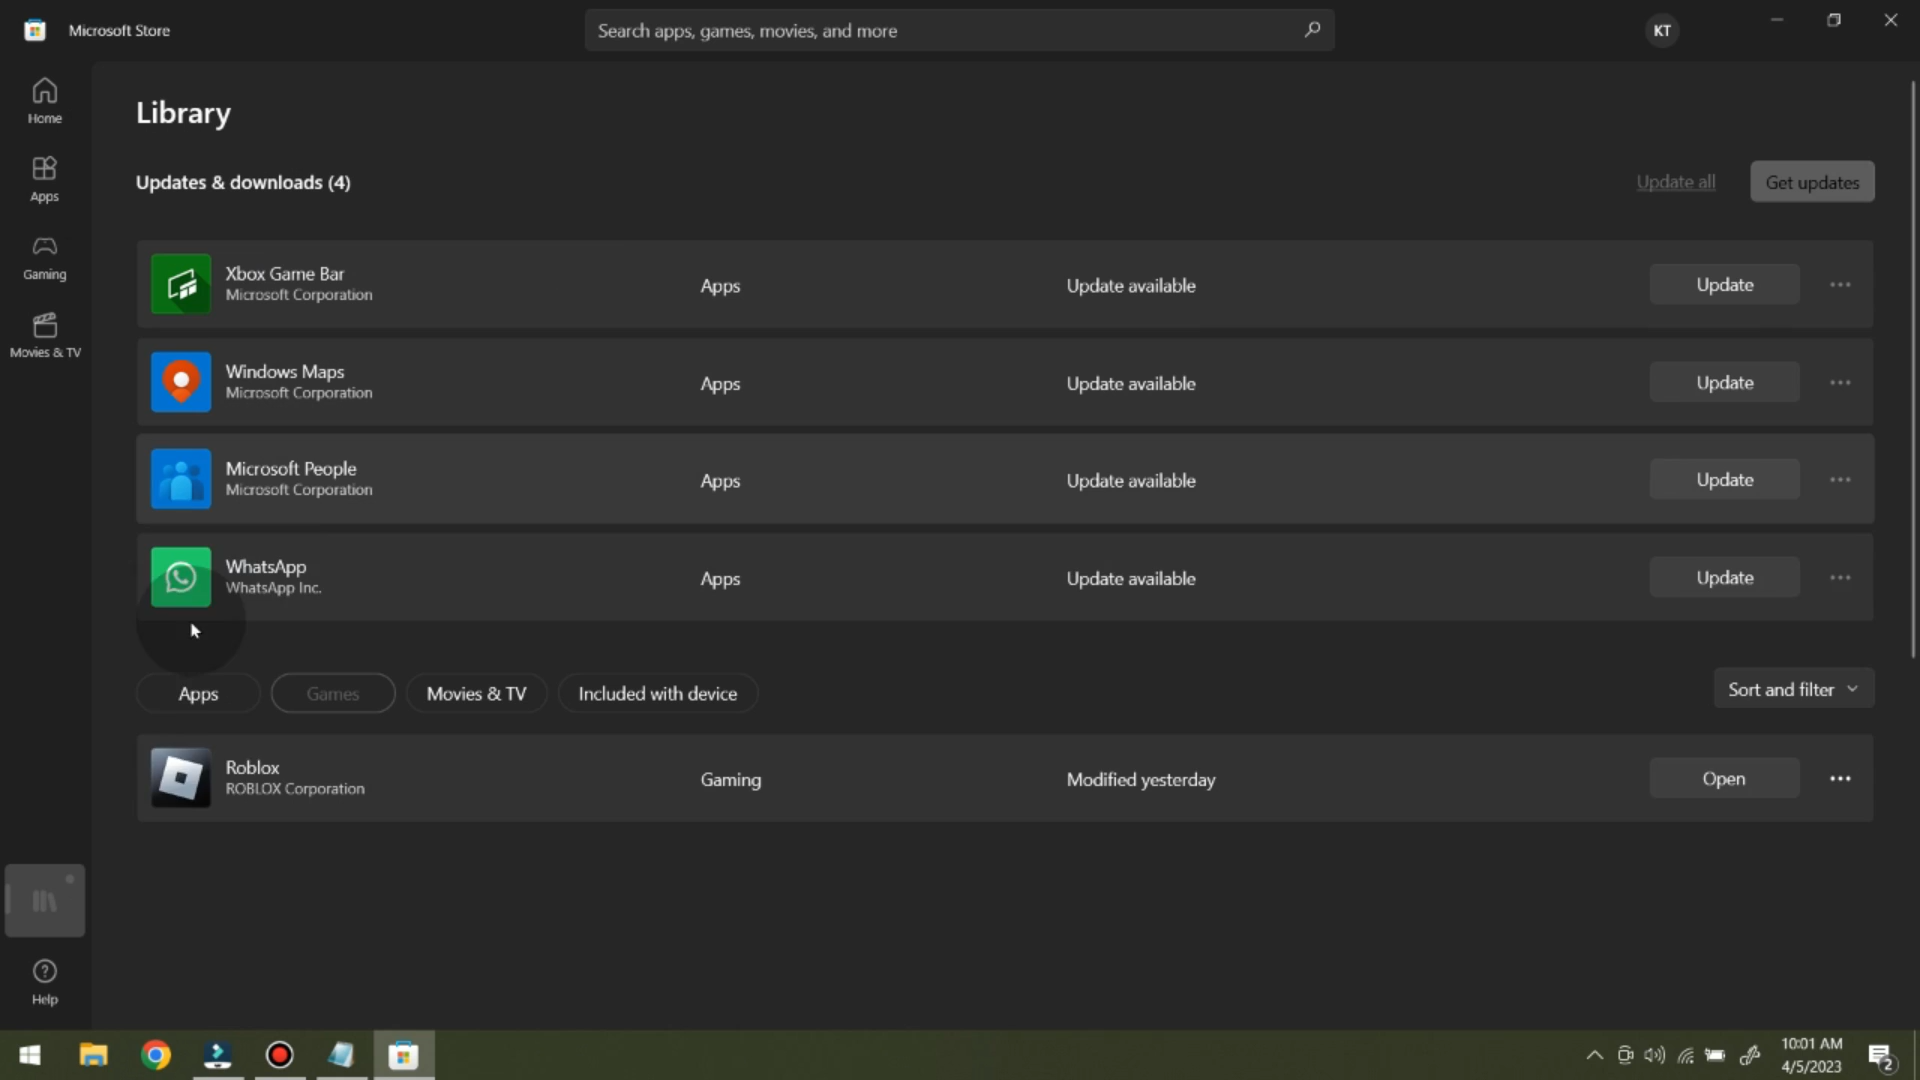 Microsoft Store
Search apps, games, movies, and more
KT
Home
Apps
Gaming
Movies & TV
Library
Updates & downloads (4)
Update all
Get updates
Xbox Game Bar
Microsoft Corporation
Apps
Update available
Update
Windows Maps
Microsoft Corporation
Apps
Update available
Update
Microsoft People
Microsoft Corporation
Apps
Update available
Update
WhatsApp
WhatsApp Inc.
Apps
Update available
Update
Apps
Games
Movies & TV
Included with device
Sort and filter
Roblox
ROBLOX Corporation
Gaming
Modified yesterday
Open
Help
10:01 AM
4/5/2023
2